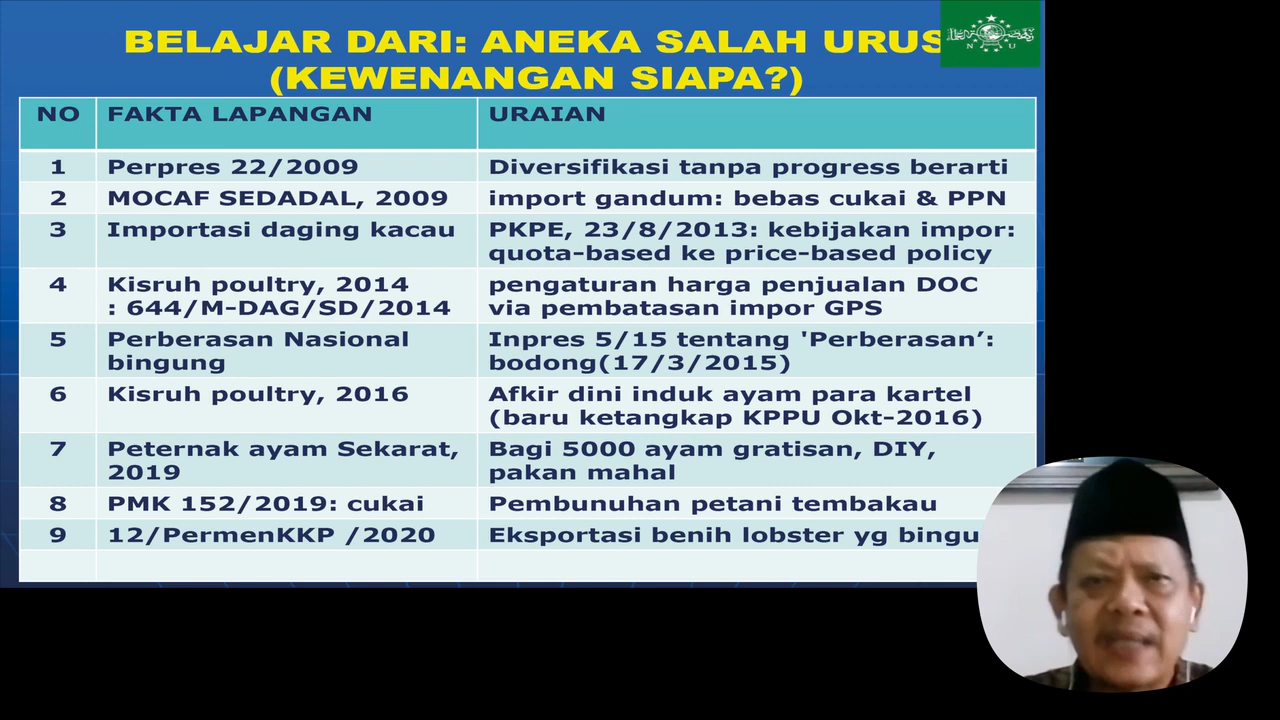 BELAJAR DARI: ANEKA SALAH URUS
(KEWENANGAN SIAPA?)
N U
NO FAKTA LAPANGAN URAIAN
1 Perpres 22/2009 Diversifikasi tanpa progress berarti
2 MOCAF SEDADAL, 2009 import gandum: bebas cukai & PPN
3 Importasi daging kacau PKPE, 23/8/2013: kebijakan impor:
quota-based ke price-based policy
4 Kisruh poultry, 2014 pengaturan harga penjualan DOC
: 644/M-DAG/SD/2014 via pembatasan impor GPS
5 Perberasan Nasional Inpres 5/15 tentang 'Perberasan’:
bingung bodong(17/3/2015)
6 Kisruh poultry, 2016 Afkir dini induk ayam para kartel
(baru ketangkap KPPU Okt-2016)
7 Peternak ayam Sekarat, Bagi 5000 ayam gratisan, DIY,
2019 pakan mahal
8 PMK 152/2019: cukai Pembunuhan petani tembakau
9 12/PermenKKP /2020 Eksportasi benih lobster yg bingu